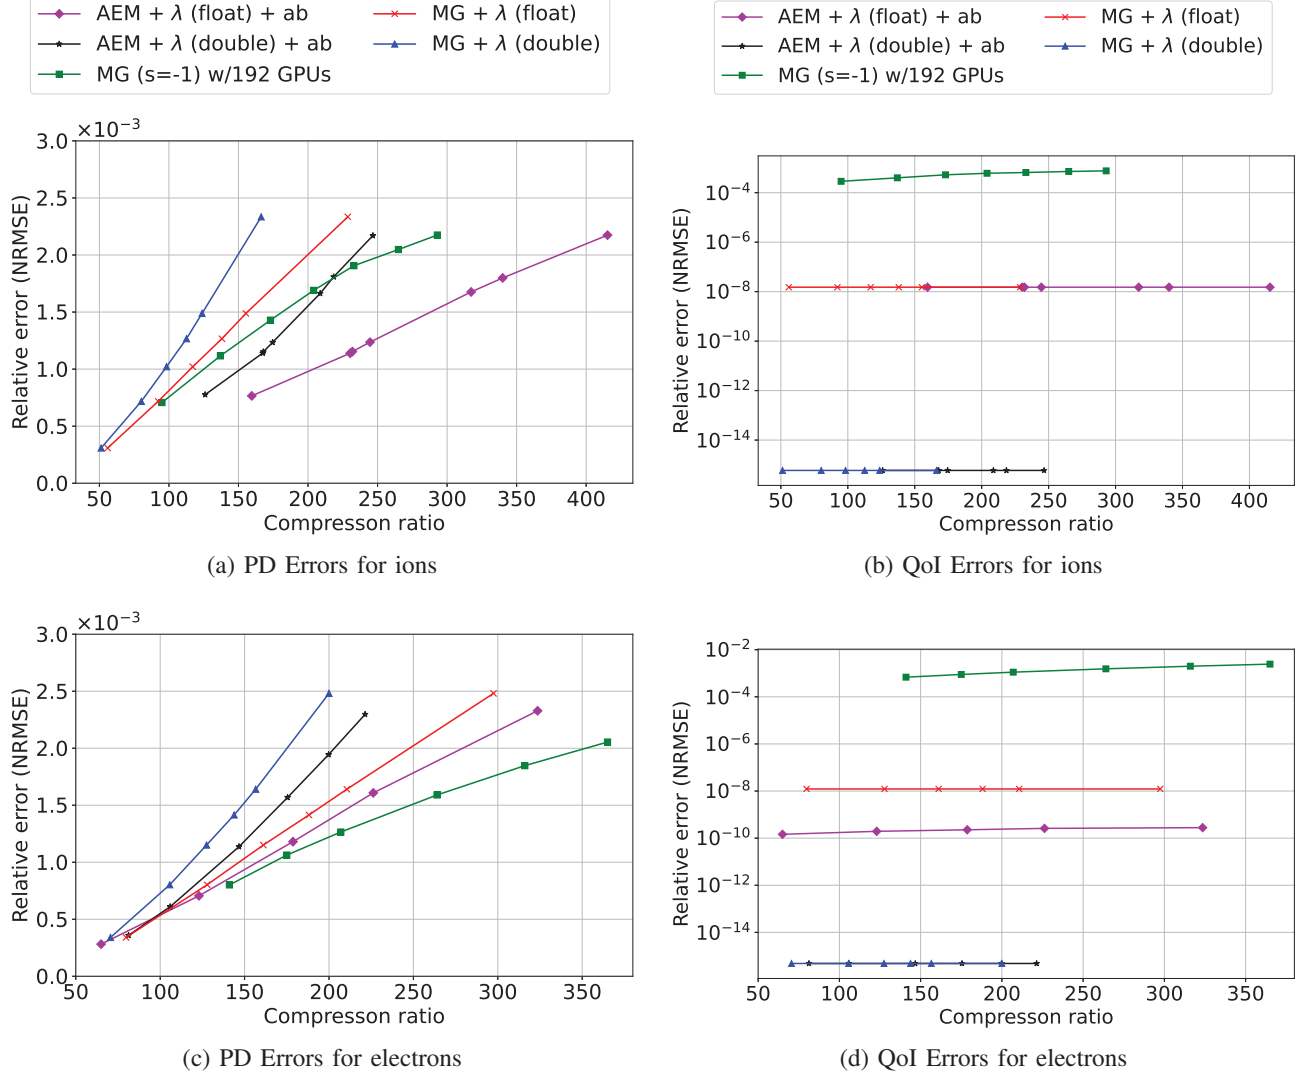 AEM + λ (float) + ab
AEM + λ (double) + ab
MG (s=-1) w/192 GPUs
MG + λ (float)
MG + λ (double)
AEM + λ (float) + ab
AEM + λ (double) + ab
MG (s=-1) w/192 GPUs
MG + λ (float)
MG + λ (double)
×10⁻³
3.0
2.5
2.0
1.5
1.0
0.5
0.0
Relative error (NRMSE)
50 100 150 200 250 300 350 400
Compresson ratio
(a) PD Errors for ions
10⁻⁴
10⁻⁶
10⁻⁸
10⁻¹⁰
10⁻¹²
10⁻¹⁴
Relative error (NRMSE)
50 100 150 200 250 300 350 400
Compresson ratio
(b) QoI Errors for ions
×10⁻³
3.0
2.5
2.0
1.5
1.0
0.5
0.0
Relative error (NRMSE)
50 100 150 200 250 300 350
Compresson ratio
(c) PD Errors for electrons
10⁻²
10⁻⁴
10⁻⁶
10⁻⁸
10⁻¹⁰
10⁻¹²
10⁻¹⁴
Relative error (NRMSE)
50 100 150 200 250 300 350
Compresson ratio
(d) QoI Errors for electrons